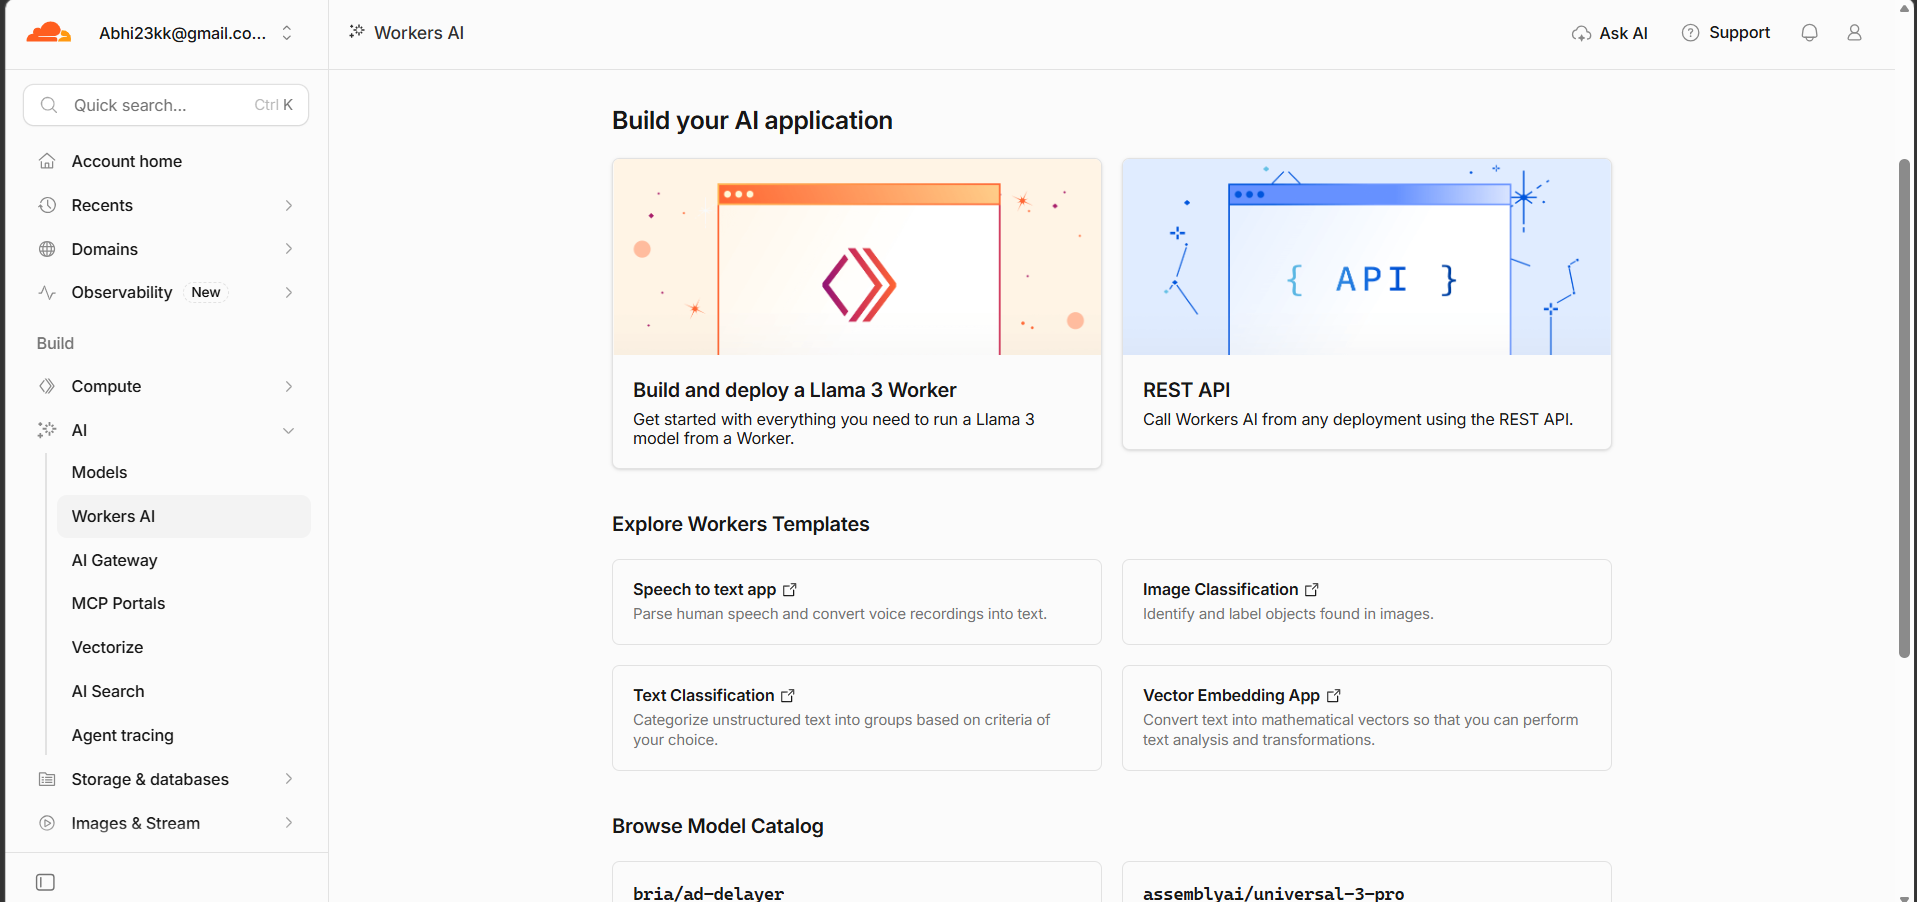 Abhi23kk@gmail.co...
Workers AI
Ask AI
Support
Quick search...
Ctrl K
Account home
Recents
Domains
Observability New
Build
Compute
AI
Models
Workers AI
AI Gateway
MCP Portals
Vectorize
AI Search
Agent tracing
Storage & databases
Images & Stream
Build your AI application
{ API }
Build and deploy a Llama 3 Worker
Get started with everything you need to run a Llama 3
model from a Worker.
REST API
Call Workers AI from any deployment using the REST API.
Explore Workers Templates
Speech to text app
Parse human speech and convert voice recordings into text.
Image Classification
Identify and label objects found in images.
Text Classification
Categorize unstructured text into groups based on criteria of
your choice.
Vector Embedding App
Convert text into mathematical vectors so that you can perform
text analysis and transformations.
Browse Model Catalog
bria/ad-delayer
assemblyai/universal-3-pro